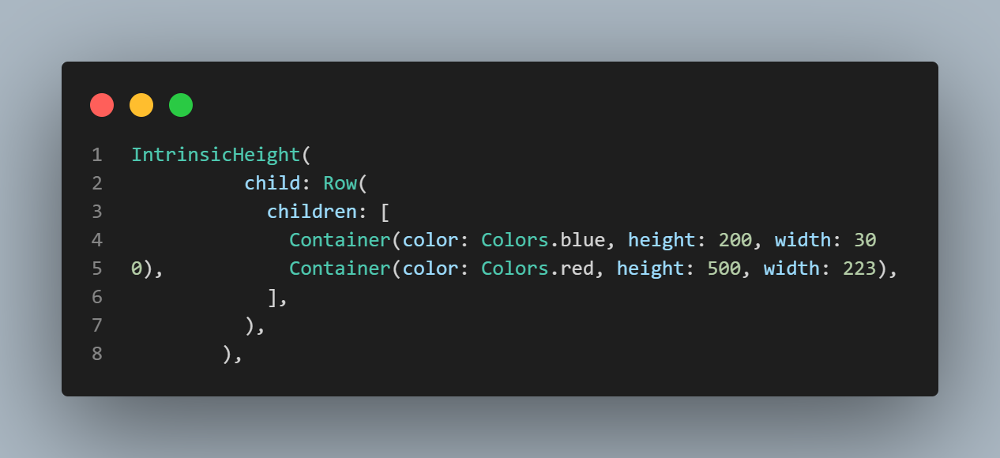 1 IntrinsicHeight(
2           child: Row(
3             children: [
4               Container(color: Colors.blue, height: 200, width: 30
5 0),           Container(color: Colors.red, height: 500, width: 223),
6             ],
7           ),
8         ),